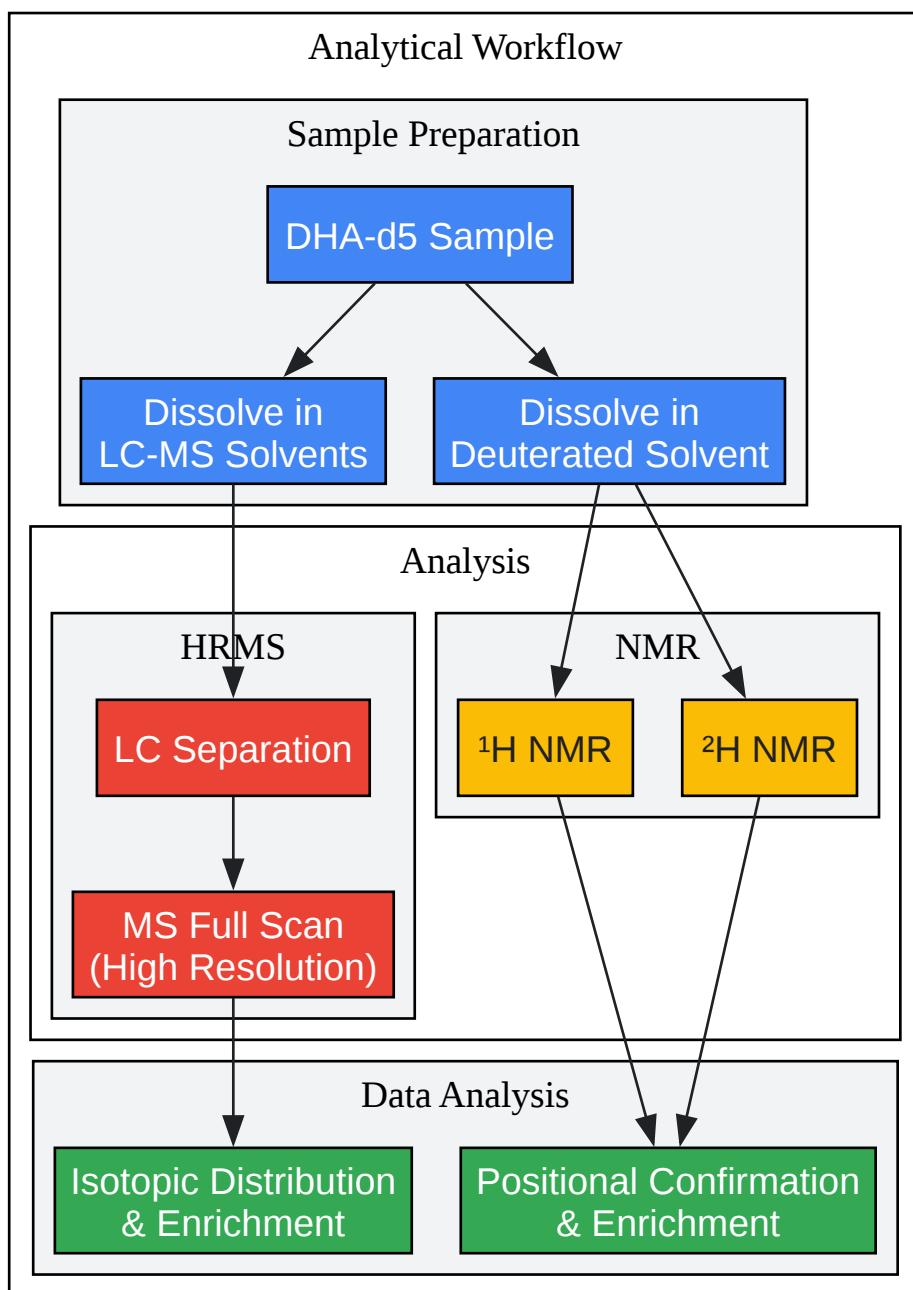 Analytical Workflow
Sample Preparation
DHA-d5 Sample
Dissolve in
LC-MS Solvents
Dissolve in
Deuterated Solvent
Analysis
HRMS
NMR
LC Separation
¹H NMR
²H NMR
MS Full Scan
(High Resolution)
Data Analysis
Isotopic Distribution
& Enrichment
Positional Confirmation
& Enrichment